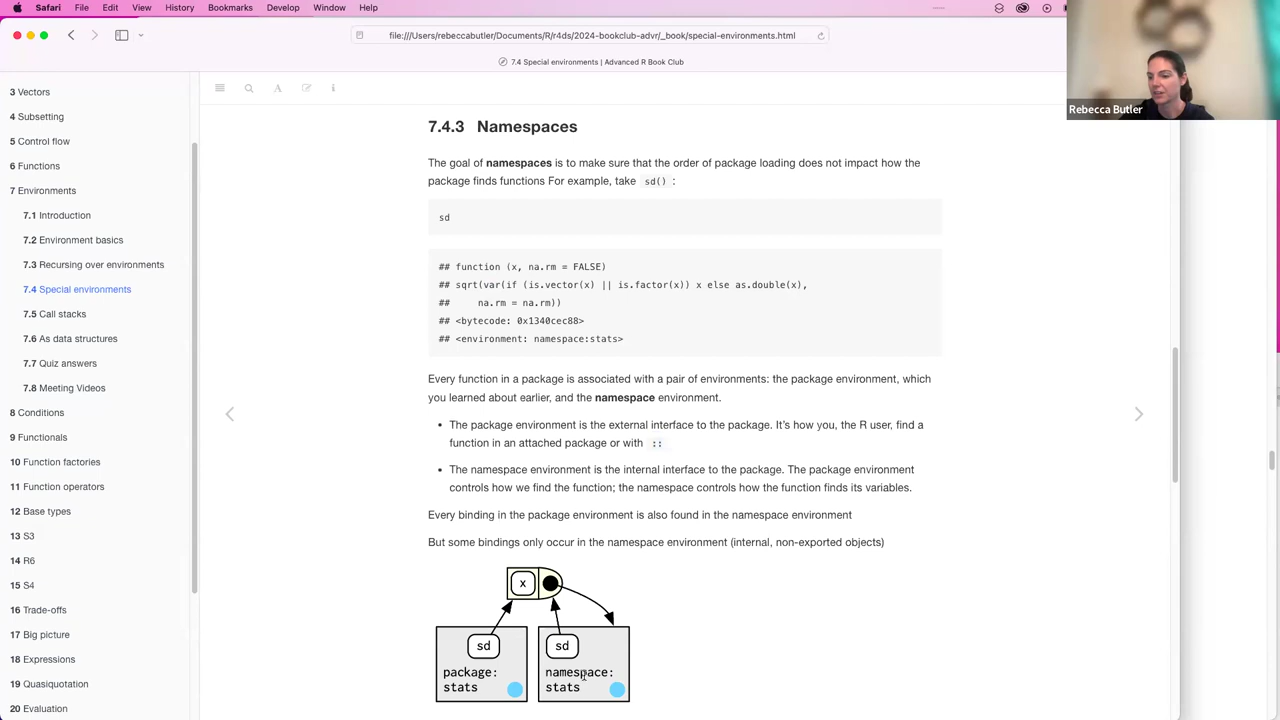 Safari File Edit View History Bookmarks Develop Window Help
file:///Users/rebeccabutler/Documents/R/r4ds/2024-bookclub-advr/_book/special-environments.html
7.4 Special environments | Advanced R Book Club
Rebecca Butler
3 Vectors
4 Subsetting
5 Control flow
6 Functions
7 Environments
7.1 Introduction
7.2 Environment basics
7.3 Recursing over environments
7.4 Special environments
7.5 Call stacks
7.6 As data structures
7.7 Quiz answers
7.8 Meeting Videos
8 Conditions
9 Functionals
10 Function factories
11 Function operators
12 Base types
13 S3
14 R6
15 S4
16 Trade-offs
17 Big picture
18 Expressions
19 Quasiquotation
20 Evaluation
7.4.3 Namespaces
The goal of namespaces is to make sure that the order of package loading does not impact how the
package finds functions For example, take sd() :
sd
## function (x, na.rm = FALSE)
## sqrt(var(if (is.vector(x) || is.factor(x)) x else as.double(x),
## na.rm = na.rm))
## <bytecode: 0x1340cec88>
## <environment: namespace:stats>
Every function in a package is associated with a pair of environments: the package environment, which
you learned about earlier, and the namespace environment.
• The package environment is the external interface to the package. It's how you, the R user, find a
function in an attached package or with ::
• The namespace environment is the internal interface to the package. The package environment
controls how we find the function; the namespace controls how the function finds its variables.
Every binding in the package environment is also found in the namespace environment
But some bindings only occur in the namespace environment (internal, non-exported objects)
x
sd sd
package: namespace:
stats stats